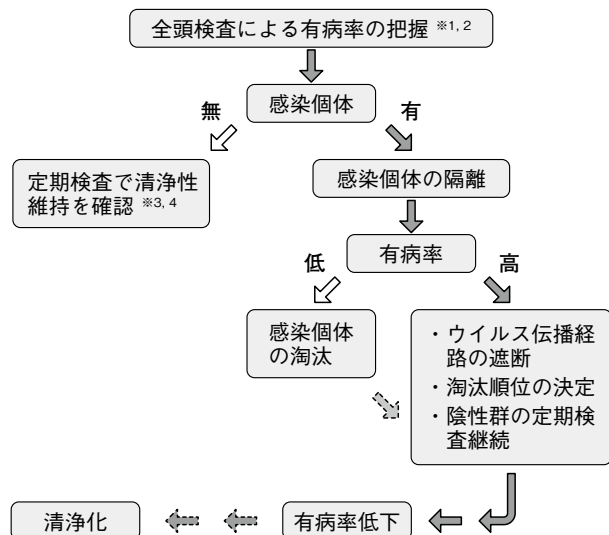 全頭検査による有病率の把握 ※1, 2
感染個体
無
有
定期検査で清浄性
維持を確認 ※3, 4
感染個体の隔離
有病率
低
高
感染個体
の淘汰
・ウイルス伝播経
路の遮断
・淘汰順位の決定
・陰性群の定期検
査継続
清浄化
有病率低下